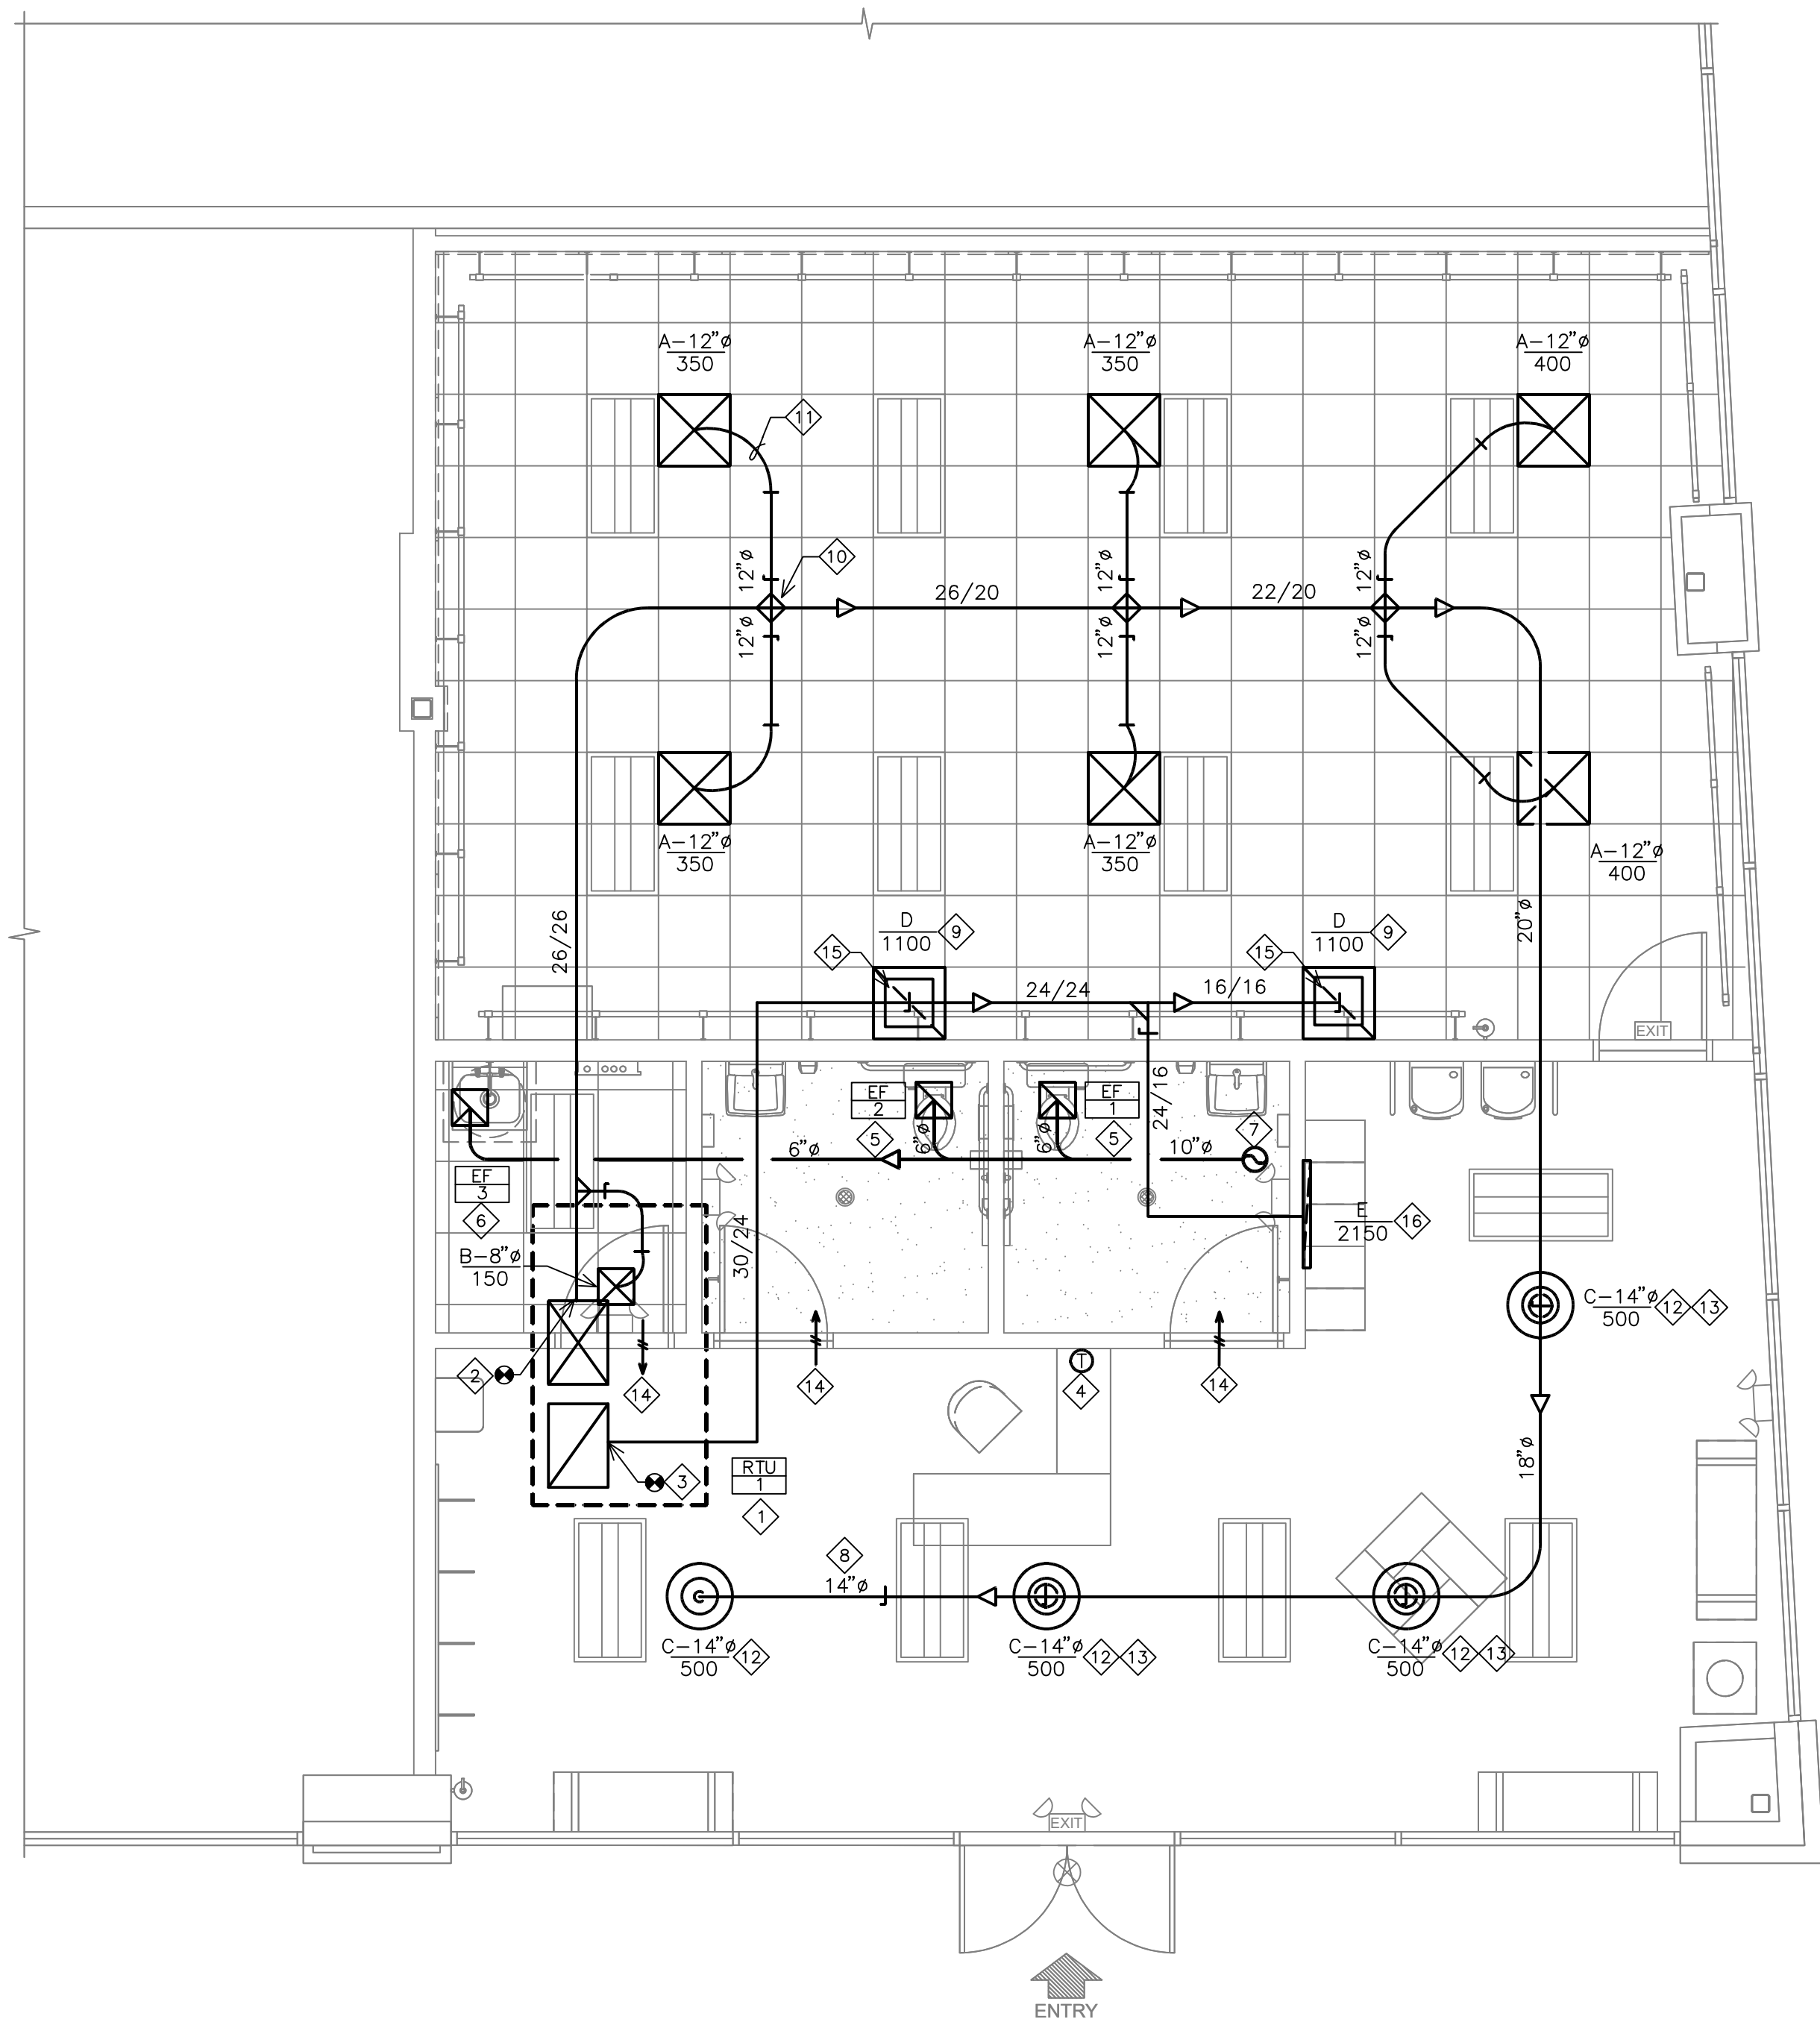 A-12"ø
350
A-12"ø
350
A-12"ø
400
11
10
12"ø
12"ø
12"ø
26/20
22/20
12"ø
12"ø
12"ø
A-12"ø
350
A-12"ø
350
A-12"ø
400
26/26
20"ø
D
1100
9
D
1100
9
15
15
24/24
16/16
EXIT
24/16
EF
2
EF
1
5
5
7
6"ø
6"ø
6"ø
10"ø
EF
3
6
30/24
E
2150
16
B-8"ø
150
C-14"ø
500
12
13
2
14
14
4
T
14
18"ø
3
RTU
1
1
8
14"ø
C-14"ø
500
12
C-14"ø
500
12
13
C-14"ø
500
12
13
EXIT
ENTRY